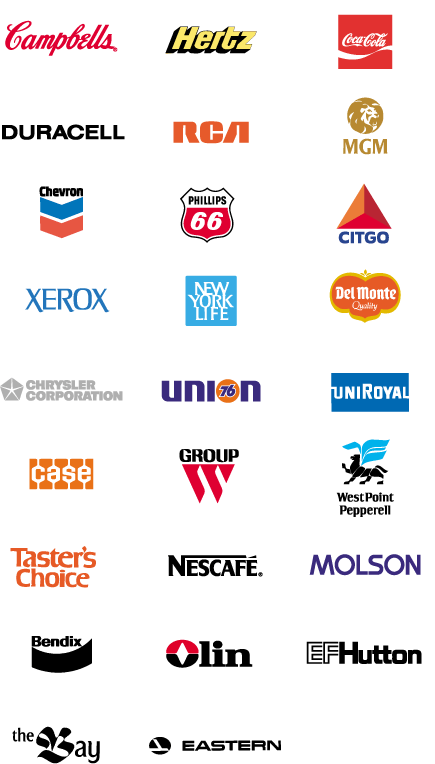 Campbells®
Hertz
Coca-Cola
DURACELL
RCA
MGM
Chevron
PHILLIPS
66
CITGO
XEROX
NEW
YORK
LIFE
Del Monte
Quality
CHRYSLER
CORPORATION
UNION
76
UNIROYAL
case
GROUP
W
WestPoint
Pepperell
Taster's
Choice
NESCAFÉ®
MOLSON
Bendix
Olin
EFHutton
the Bay
EASTERN